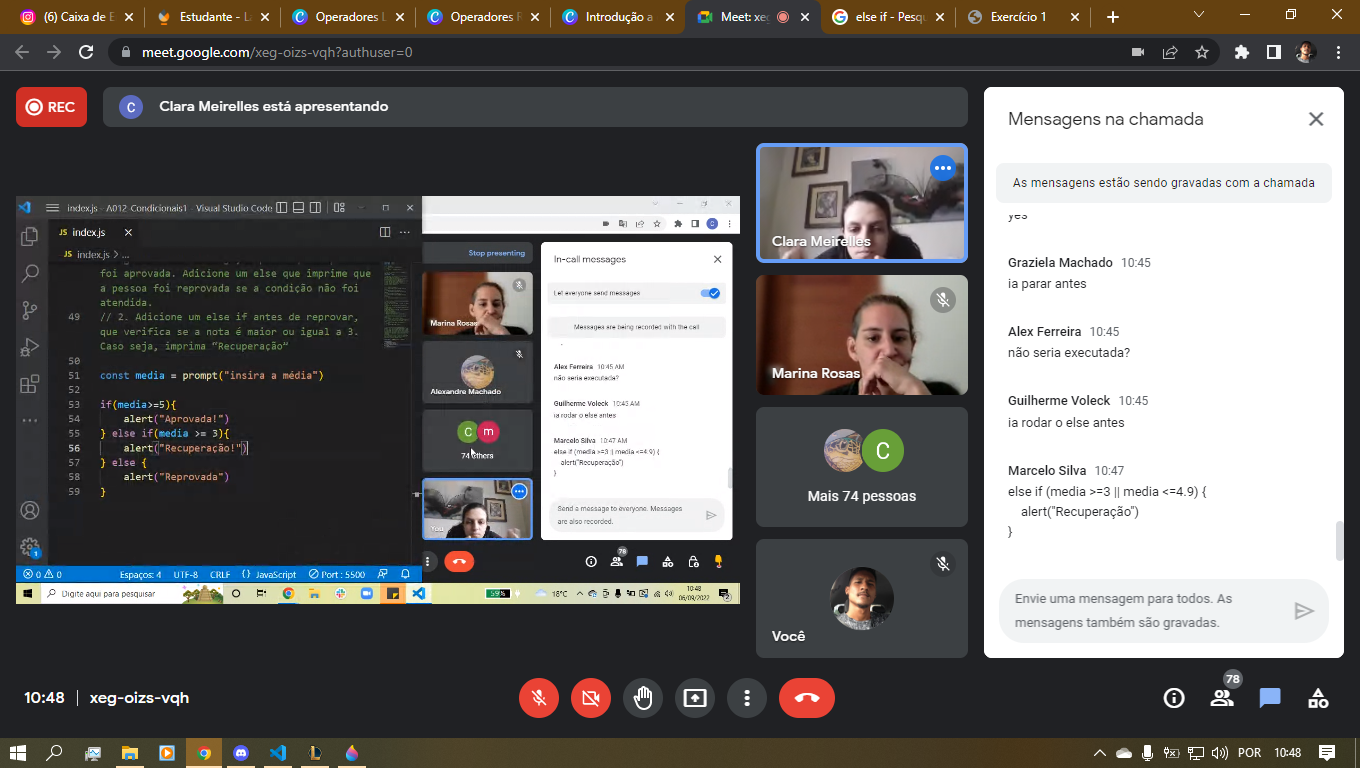 (6) Caixa de E
Estudante - La
Operadores L
Operadores R
Introdução a
Meet: xeg
else if - Pesqu
Exercício 1
meet.google.com/xeg-oizs-vqh?authuser=0
REC
C
Clara Meirelles está apresentando
index.js - A012-Condicionais1 - Visual Studio Code
JS index.js
JS index.js > ...
foi aprovada. Adicione um else que imprime que
a pessoa foi reprovada se a condição não foi
atendida.
49 // 2. Adicione um else if antes de reprovar,
que verifica se a nota é maior ou igual a 3.
Caso seja, imprima "Recuperação"
50
51 const media = prompt("insira a média")
52
53 if(media>=5){
54 alert("Aprovada!")
55 } else if(media >= 3){
56 alert("Recuperação!")
57 } else {
58 alert("Reprovada")
59 }
1
0 0
Espaços: 4
UTF-8
CRLF
{} JavaScript
Port : 5500
Digite aqui para pesquisar
59%
18°C
10:48
06/09/2022
2
C
Stop presenting
Marina Rosas
Alexandre Machado
C m
74 others
You
In-call messages
Let everyone send messages
Messages are being recorded with the call
Alex Ferreira 10:45 AM
não seria executada?
Guilherme Voleck 10:45 AM
ia rodar o else antes
Marcelo Silva 10:47 AM
else if (media >=3 || media <=4.9) {
alert("Recuperação")
}
Send a message to everyone. Messages
are also recorded.
78
Clara Meirelles
Marina Rosas
C
Mais 74 pessoas
Você
Mensagens na chamada
As mensagens estão sendo gravadas com a chamada
yes
Graziela Machado 10:45
ia parar antes
Alex Ferreira 10:45
não seria executada?
Guilherme Voleck 10:45
ia rodar o else antes
Marcelo Silva 10:47
else if (media >=3 || media <=4.9) {
alert("Recuperação")
}
Envie uma mensagem para todos. As
mensagens também são gravadas.
10:48 | xeg-oizs-vqh
78
POR
10:48